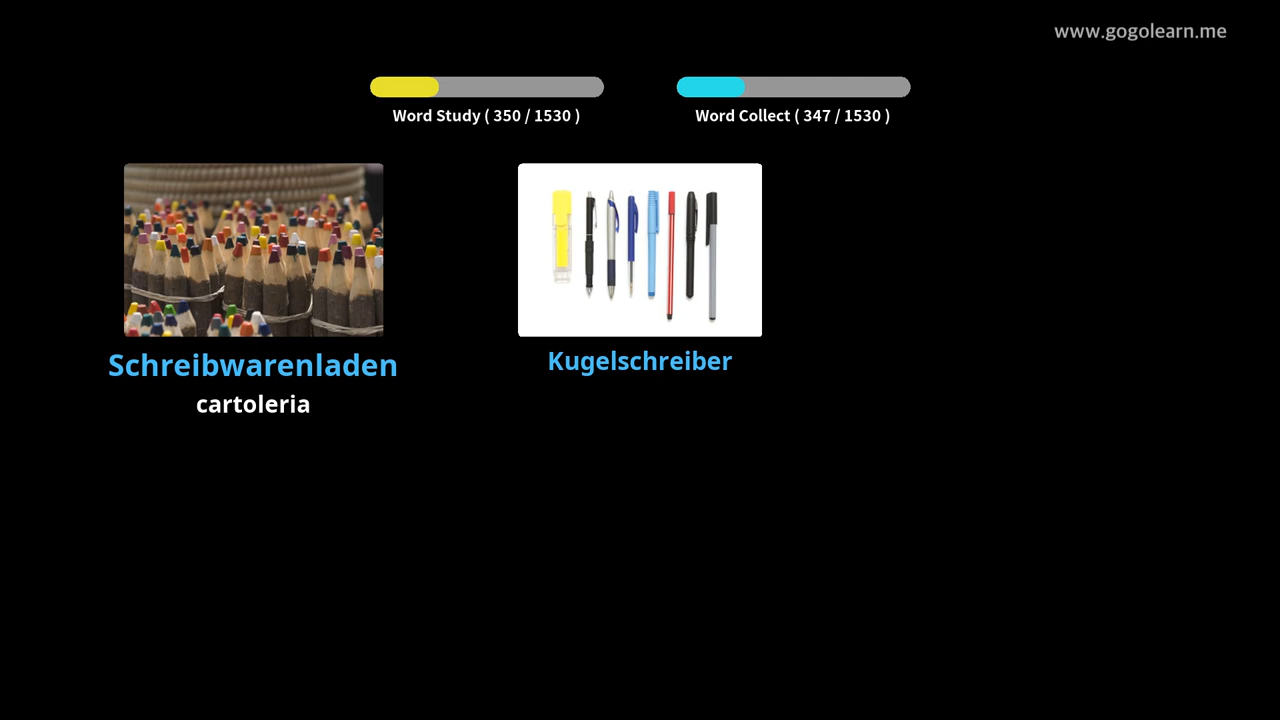 www.gogolearn.me
Word Study ( 350 / 1530 )
Word Collect ( 347 / 1530 )
Schreibwarenladen
cartoleria
Kugelschreiber